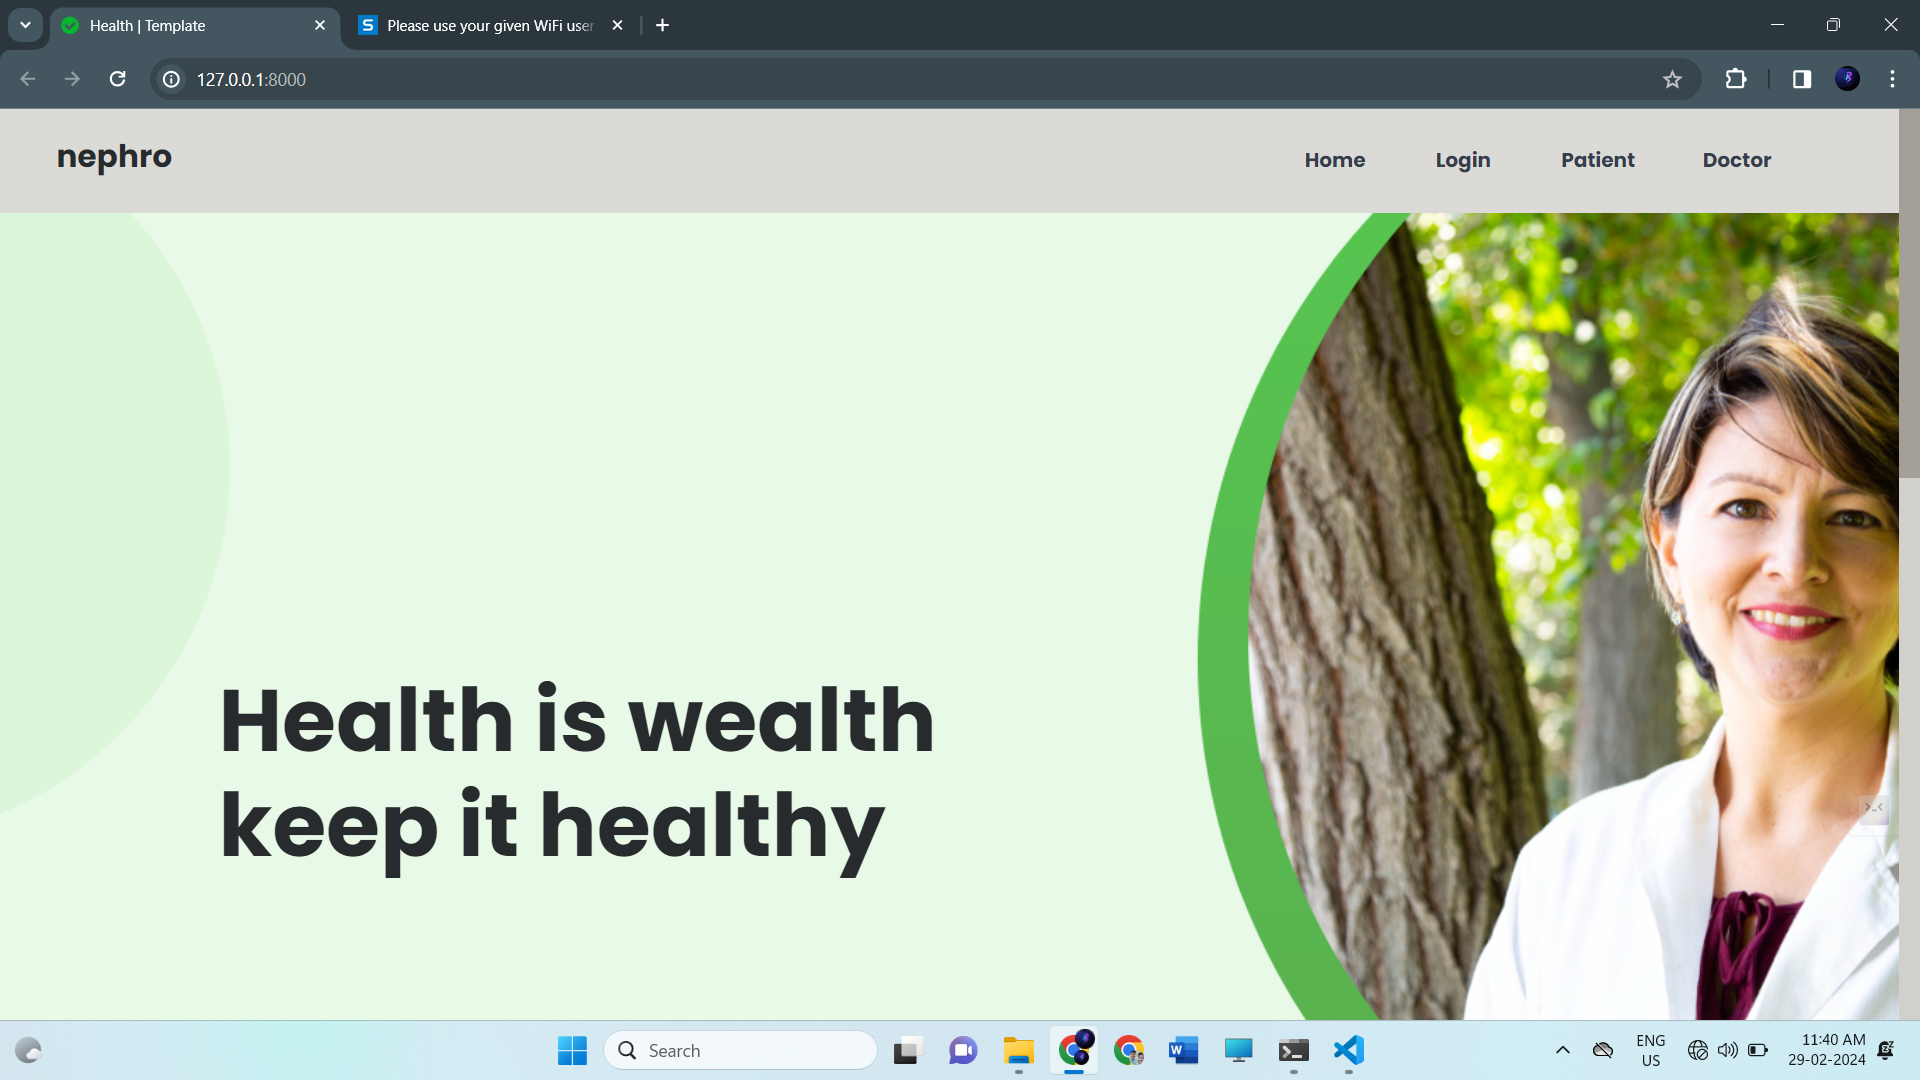 Health | Template
Please use your given WiFi user
127.0.0.1:8000
nephro
Home Login Patient Doctor
Health is wealth
keep it healthy
Search
ENG
US
11:40 AM
29-02-2024